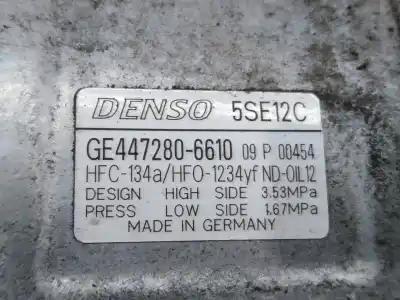 DENSO 5SE12C
GE447280-6610 09 P 00454
HFC-134a/HFO-1234yf ND-OIL12
DESIGN HIGH SIDE 3.53MPa
PRESS LOW SIDE 1.67MPa
MADE IN GERMANY